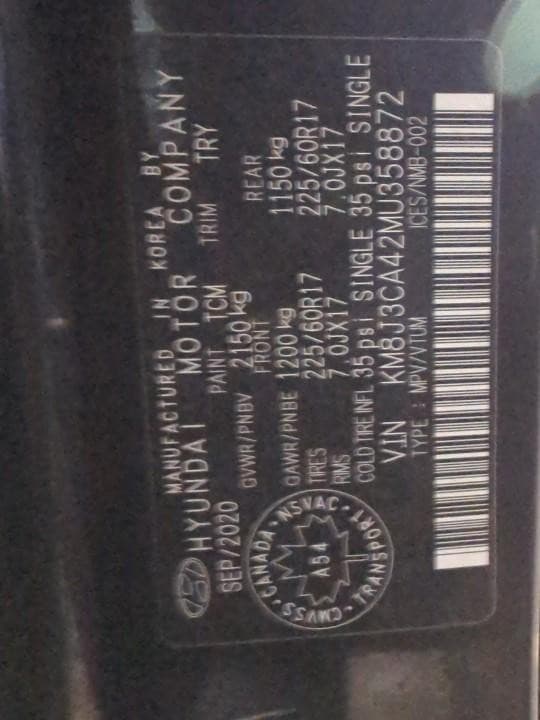 MANUFACTURED IN KOREA BY
HYUNDAI MOTOR COMPANY
SEP/2020 PAINT TCM TRIM TRY
GVWR/PNBV 2150 kg
FRONT REAR
GAWR/PNBE 1200 kg 1150 kg
TIRES 225/60R17 225/60R17
RIMS 7.0JX17 7.0JX17
COLD TIRE INFL 35 psi SINGLE 35 psi SINGLE
VIN KM8J3CA42MU358872
TYPE : MPV/VTUM ICES/NMB-002
CANADA · NSVAC · TRANSPORT · CMVSS ·
A54